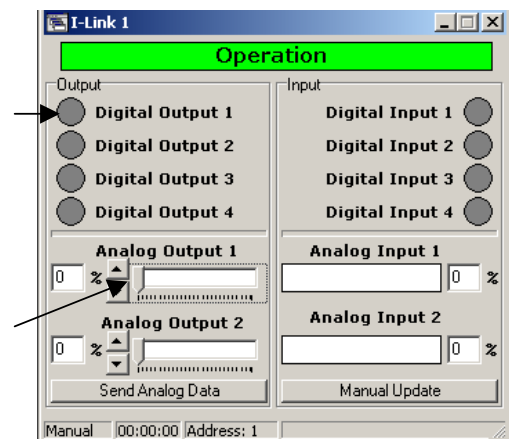 I-Link 1
Operation
Output
Digital Output 1
Digital Output 2
Digital Output 3
Digital Output 4
Analog Output 1
0 %
Analog Output 2
0 %
Send Analog Data
Input
Digital Input 1
Digital Input 2
Digital Input 3
Digital Input 4
Analog Input 1
0 %
Analog Input 2
0 %
Manual Update
Manual 00:00:00 Address: 1